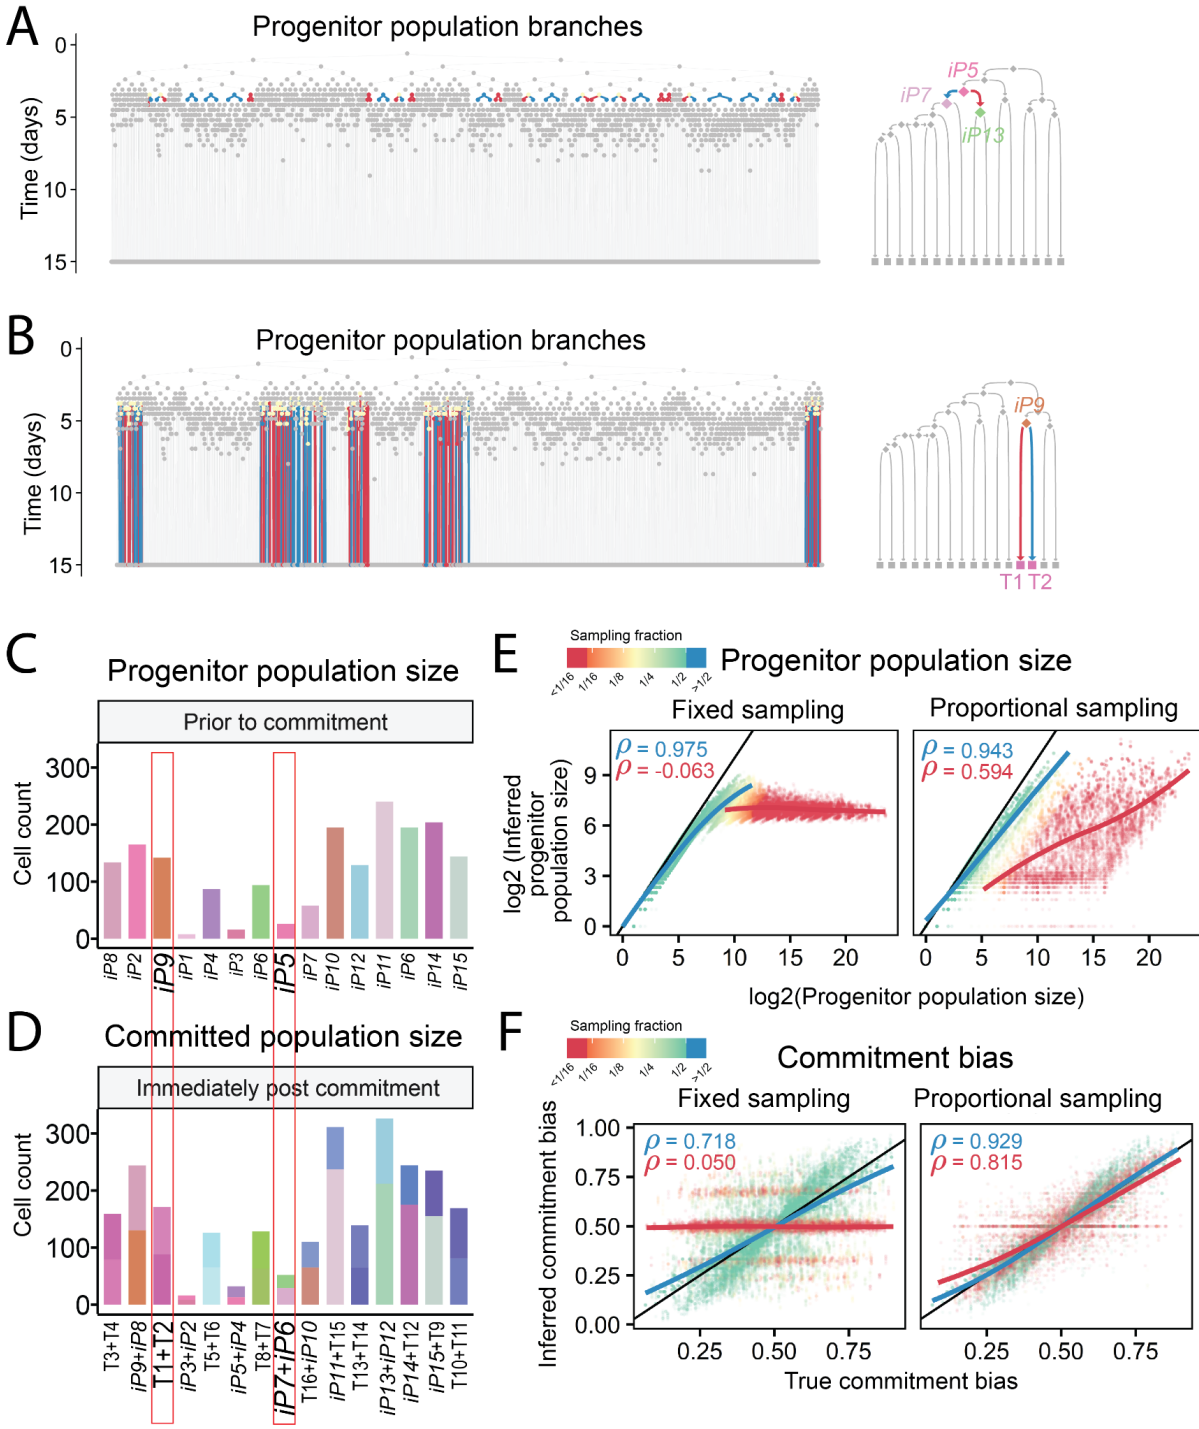 A
Progenitor population branches
0
5
10
15
Time (days)
iP5
iP7
iP13
B
Progenitor population branches
0
5
10
15
Time (days)
iP9
T1 T2
C
Progenitor population size
Prior to commitment
300
200
100
0
Cell count
iP8
iP2
iP9
iP1
iP4
iP3
iP6
iP5
iP7
iP10
iP12
iP11
iP6
iP14
iP15
D
Committed population size
Immediately post commitment
300
200
100
0
Cell count
T3+T4
iP9+iP8
T1+T2
iP3+iP2
T5+T6
iP5+iP4
T8+T7
iP7+iP6
T16+iP10
iP11+T15
T13+T14
iP13+iP12
iP14+T12
iP15+T9
T10+T11
E
Sampling fraction
<1/16
1/16
1/8
1/4
1/2
>1/2
Progenitor population size
Fixed sampling
Proportional sampling
ρ = 0.975
ρ = -0.063
ρ = 0.943
ρ = 0.594
log2 (Inferred
progenitor
population size)
9
6
3
0
0 5 10 15 20
0 5 10 15 20
log2(Progenitor population size)
F
Sampling fraction
<1/16
1/16
1/8
1/4
1/2
>1/2
Commitment bias
Fixed sampling
Proportional sampling
ρ = 0.718
ρ = 0.050
ρ = 0.929
ρ = 0.815
Inferred commitment bias
1.00
0.75
0.50
0.25
0.00
0.25 0.50 0.75
0.25 0.50 0.75
True commitment bias